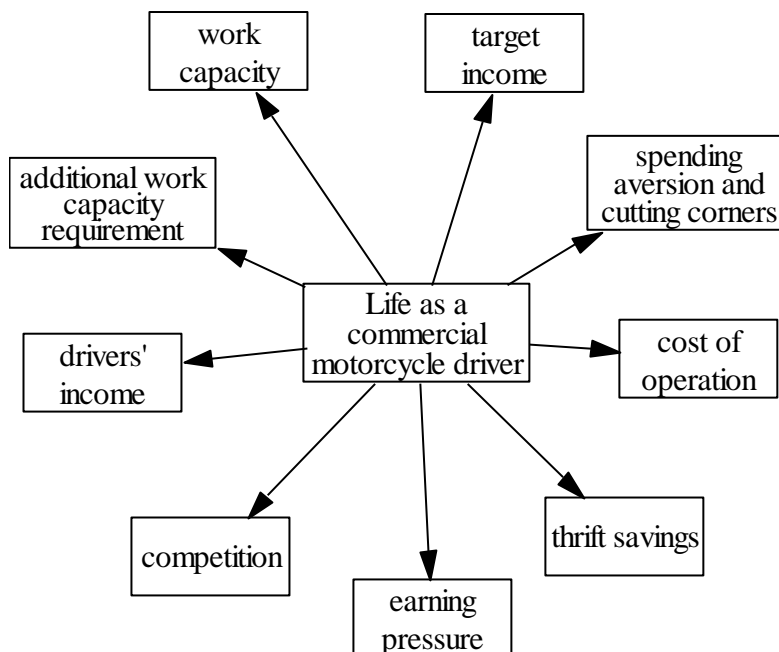 work
capacity
target
income
spending
aversion and
cutting corners
additional work
capacity
requirement
Life as a
commercial
motorcycle driver
drivers'
income
cost of
operation
competition
thrift savings
earning
pressure